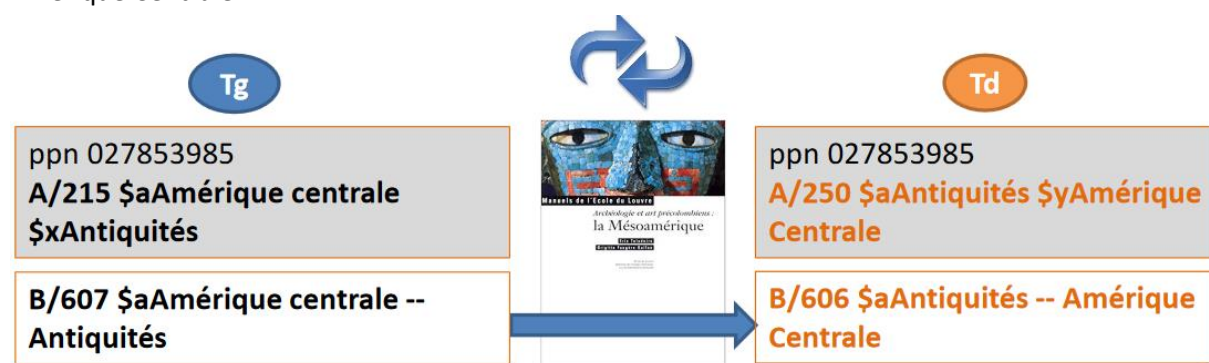 Tg
Td
ppn 027853985
A/215 $aAmérique centrale
$xAntiquités
B/607 $aAmérique centrale --
Antiquités
Manuels de l'Ecole du Louvre
Archéologie et art précolombiens :
la Mésoamérique
ppn 027853985
A/250 $aAntiquités $yAmérique
Centrale
B/606 $aAntiquités -- Amérique
Centrale